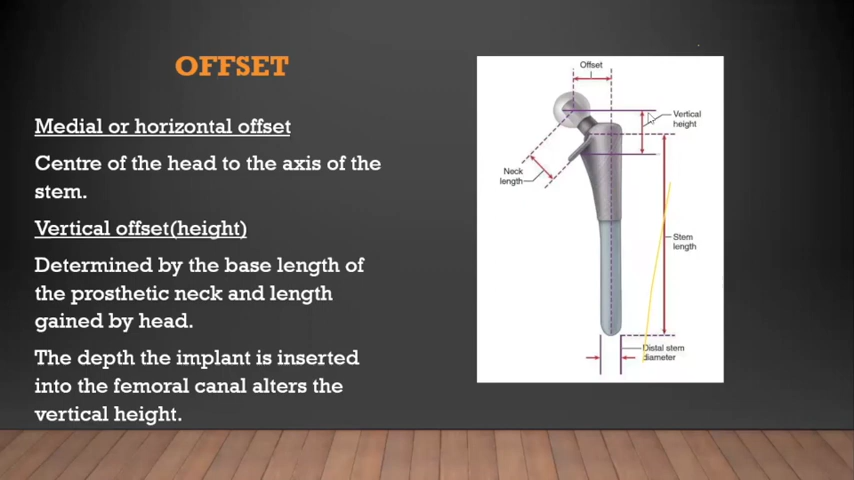 OFFSET
Medial or horizontal offset
Centre of the head to the axis of the
stem.
Vertical offset(height)
Determined by the base length of
the prosthetic neck and length
gained by head.
The depth the implant is inserted
into the femoral canal alters the
vertical height.
Offset
Vertical
height
Neck
length
Stem
length
Distal stem
diameter